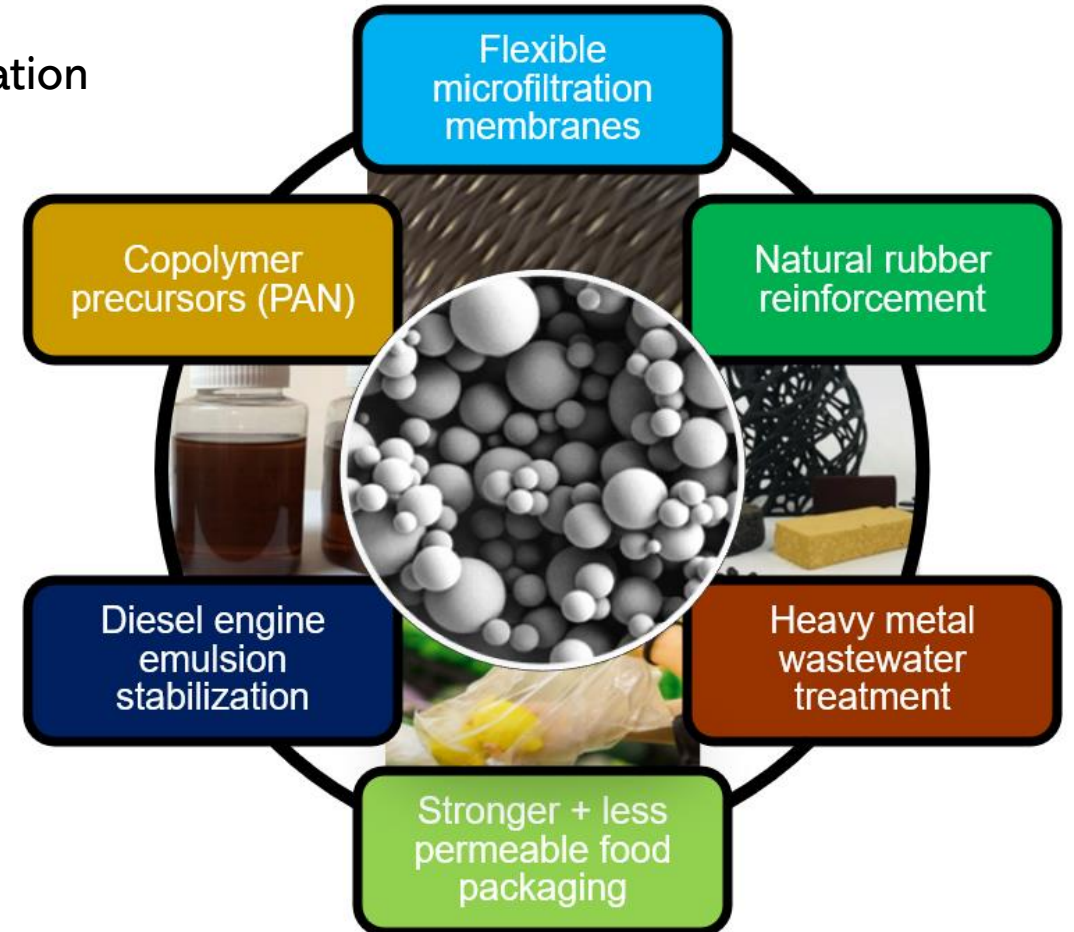 ation
Flexible
microfiltration
membranes
Copolymer
precursors (PAN)
Natural rubber
reinforcement
Diesel engine
emulsion
stabilization
Heavy metal
wastewater
treatment
Stronger + less
permeable food
packaging